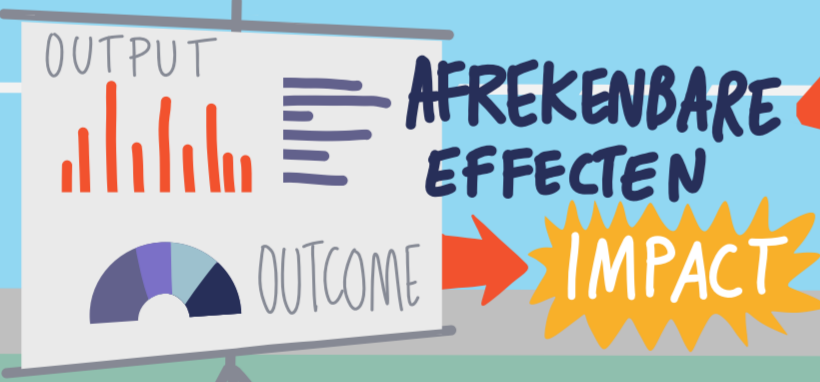 OUTPUT
AFREKENBARE
EFFECTEN
OUTCOME
IMPACT